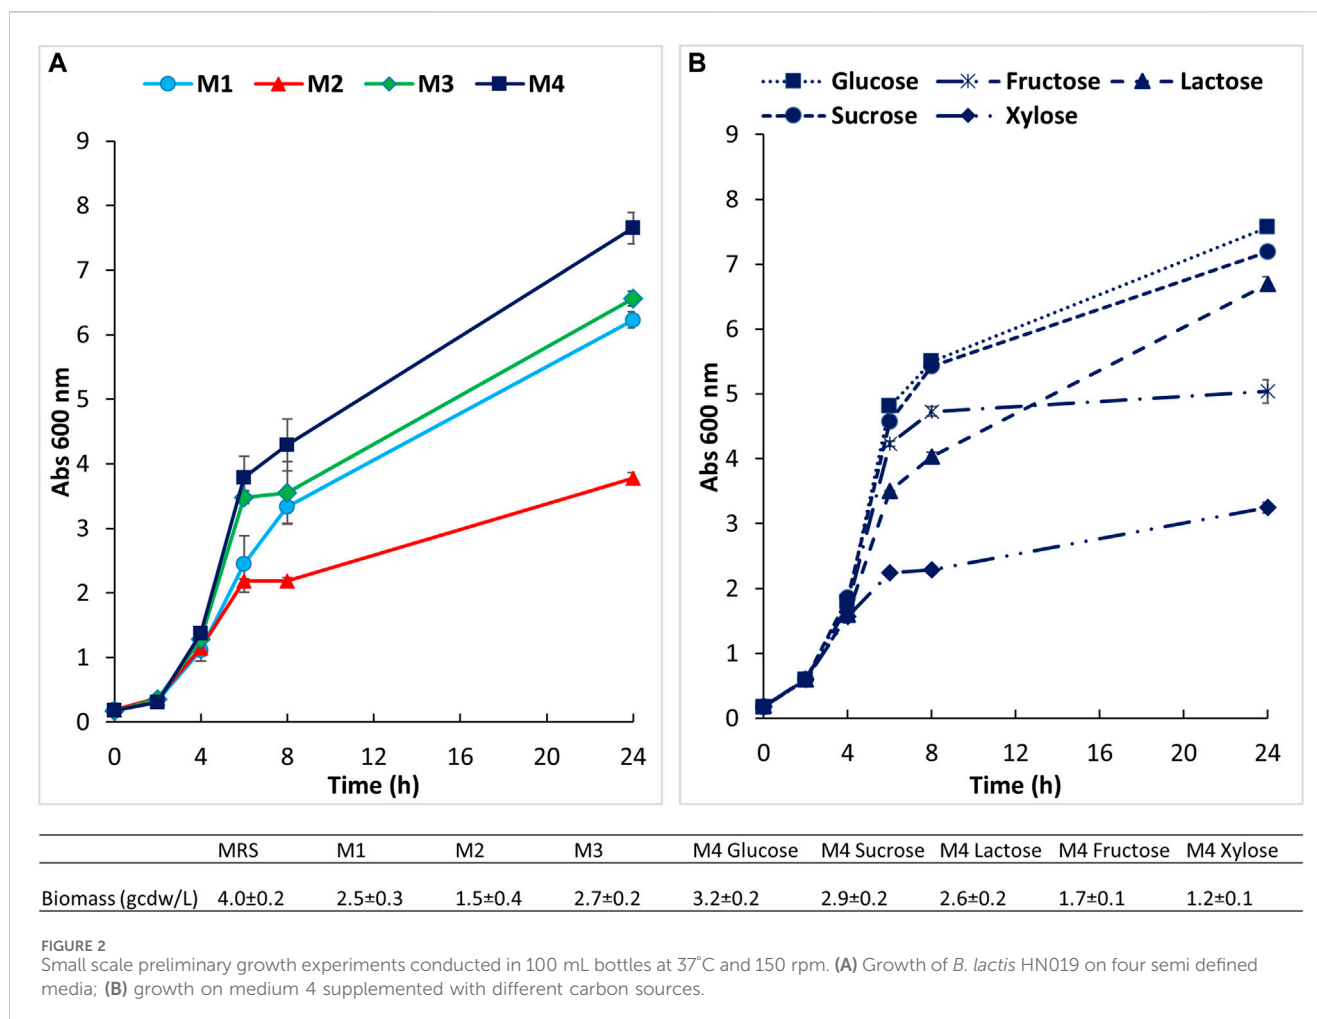 A
M1 M2 M3 M4
9
8
7
6
5
4
3
2
1
0
Abs 600 nm
0 4 8 12 16 20 24
Time (h)
B
Glucose Fructose Lactose
Sucrose Xylose
9
8
7
6
5
4
3
2
1
0
Abs 600 nm
0 4 8 12 16 20 24
Time (h)
MRS M1 M2 M3 M4 Glucose M4 Sucrose M4 Lactose M4 Fructose M4 Xylose
Biomass (gcdw/L) 4.0±0.2 2.5±0.3 1.5±0.4 2.7±0.2 3.2±0.2 2.9±0.2 2.6±0.2 1.7±0.1 1.2±0.1
FIGURE 2
Small scale preliminary growth experiments conducted in 100 mL bottles at 37˚C and 150 rpm. (A) Growth of B. lactis HN019 on four semi defined
media; (B) growth on medium 4 supplemented with different carbon sources.